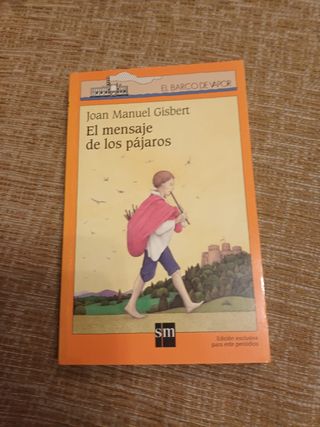 EL BARCO DE VAPOR
Joan Manuel Gisbert
El mensaje
de los pájaros
sm
Edición exclusiva
para este periódico